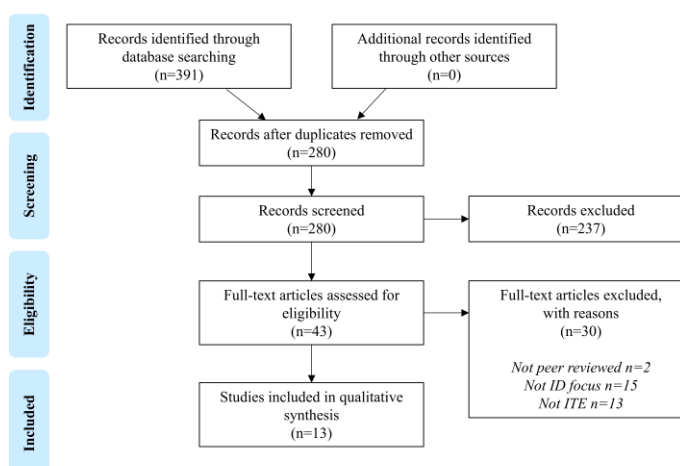 Identification
Records identified through
database searching
(n=391)
Additional records identified
through other sources
(n=0)
Records after duplicates removed
(n=280)
Screening
Records screened
(n=280)
Records excluded
(n=237)
Eligibility
Full-text articles assessed for
eligibility
(n=43)
Full-text articles excluded,
with reasons
(n=30)
Not peer reviewed n=2
Not ID focus n=15
Not ITE n=13
Included
Studies included in qualitative
synthesis
(n=13)